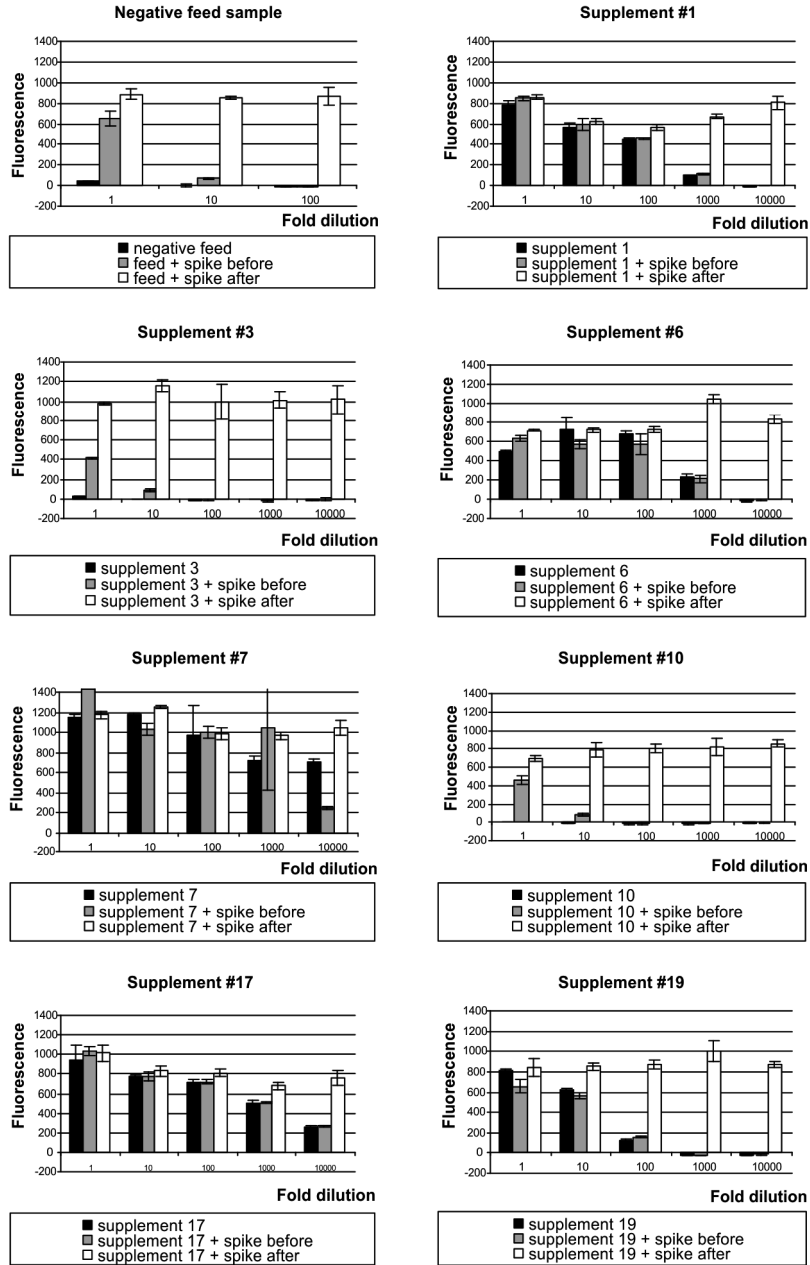 Negative feed sample
1400
1200
1000
800
600
400
200
0
-200
Fluorescence
1 10 100
Fold dilution
negative feed
feed + spike before
feed + spike after
Supplement #1
1400
1200
1000
800
600
400
200
0
-200
Fluorescence
1 10 100 1000 10000
Fold dilution
supplement 1
supplement 1 + spike before
supplement 1 + spike after
Supplement #3
1400
1200
1000
800
600
400
200
0
-200
Fluorescence
1 10 100 1000 10000
Fold dilution
supplement 3
supplement 3 + spike before
supplement 3 + spike after
Supplement #6
1400
1200
1000
800
600
400
200
0
-200
Fluorescence
1 10 100 1000 10000
Fold dilution
supplement 6
supplement 6 + spike before
supplement 6 + spike after
Supplement #7
1400
1200
1000
800
600
400
200
0
-200
Fluorescence
1 10 100 1000 10000
Fold dilution
supplement 7
supplement 7 + spike before
supplement 7 + spike after
Supplement #10
1400
1200
1000
800
600
400
200
0
-200
Fluorescence
1 10 100 1000 10000
Fold dilution
supplement 10
supplement 10 + spike before
supplement 10 + spike after
Supplement #17
1400
1200
1000
800
600
400
200
0
-200
Fluorescence
1 10 100 1000 10000
Fold dilution
supplement 17
supplement 17 + spike before
supplement 17 + spike after
Supplement #19
1400
1200
1000
800
600
400
200
0
-200
Fluorescence
1 10 100 1000 10000
Fold dilution
supplement 19
supplement 19 + spike before
supplement 19 + spike after